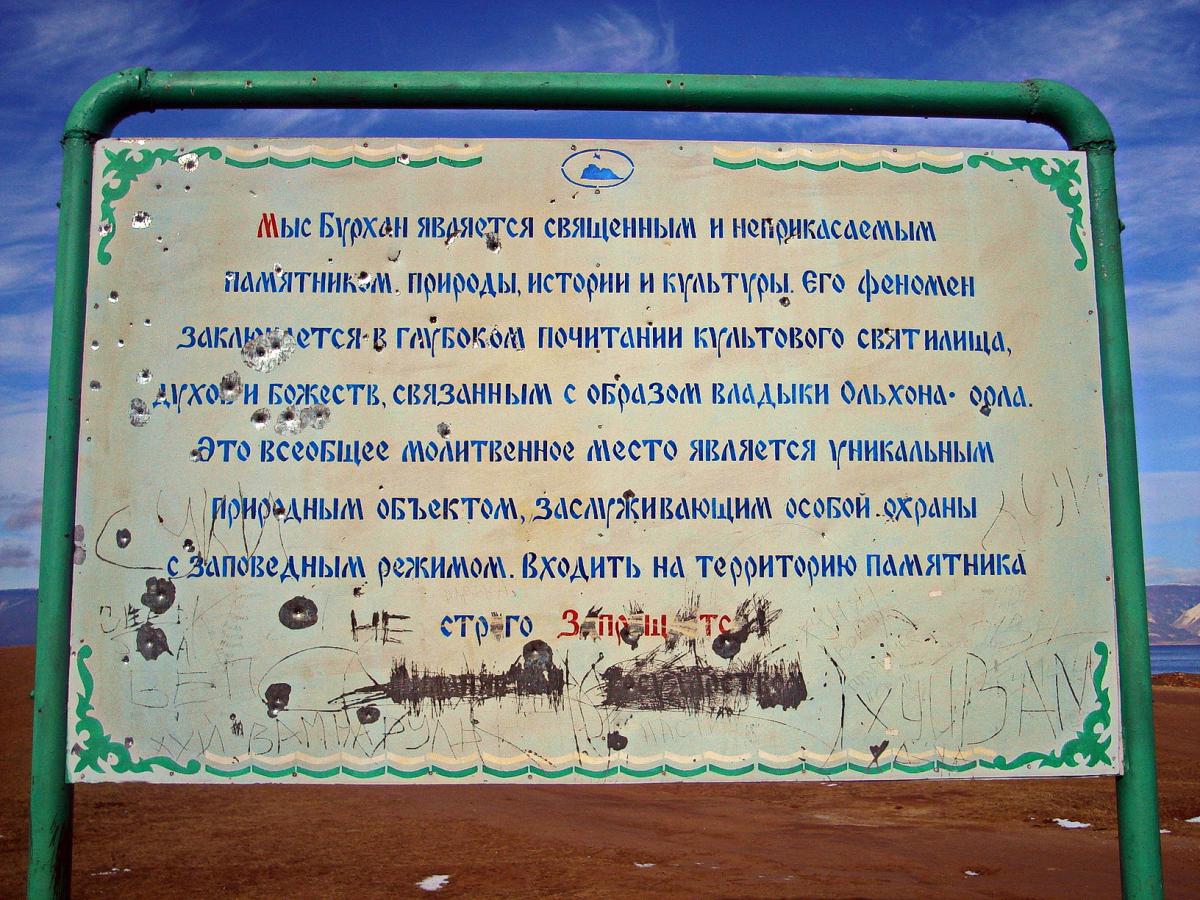 Мыс Бурхан является священным и неприкасаемым
памятником природы, истории и культуры. Его феномен
заключается в глубоком почитании культового святилища,
духов и божеств, связанным с образом владыки Ольхона - орла.
Это всеобщее молитвенное место является уникальным
природным объектом, заслуживающим особой охраны
с заповедным режимом. Входить на территорию памятника
НЕ строго
ХУЙ ВАМ